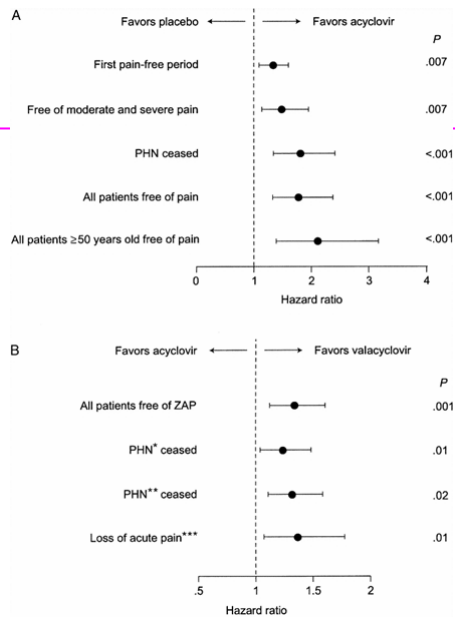 A
Favors placebo Favors acyclovir
P
First pain-free period .007
Free of moderate and severe pain .007
PHN ceased <.001
All patients free of pain <.001
All patients ≥50 years old free of pain <.001
0 1 2 3 4
Hazard ratio
B
Favors acyclovir Favors valacyclovir
P
All patients free of ZAP .001
PHN* ceased .01
PHN** ceased .02
Loss of acute pain*** .01
.5 1 1.5 2
Hazard ratio